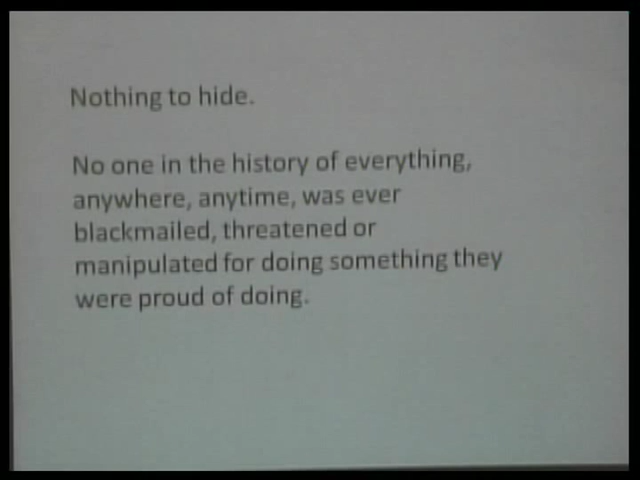 Nothing to hide.
No one in the history of everything,
anywhere, anytime, was ever
blackmailed, threatened or
manipulated for doing something they
were proud of doing.